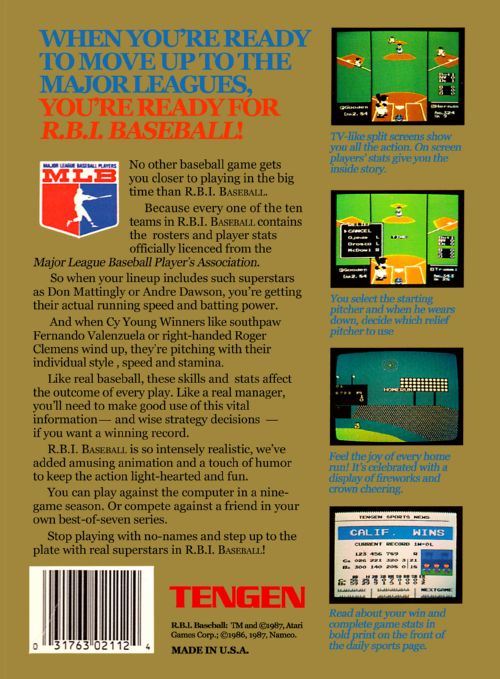 WHEN YOU'RE READY
TO MOVE UP TO THE
MAJOR LEAGUES,
YOU'RE READY FOR
R.B.I. BASEBALL!
MAJOR LEAGUE BASEBALL PLAYERS
MLB
No other baseball game gets
you closer to playing in the big
time than R.B.I. BASEBALL.
Because every one of the ten
teams in R.B.I. BASEBALL contains
the rosters and player stats
officially licenced from the
Major League Baseball Player's Association.
So when your lineup includes such superstars
as Don Mattingly or Andre Dawson, you're getting
their actual running speed and batting power.
And when Cy Young Winners like southpaw
Fernando Valenzuela or right-handed Roger
Clemens wind up, they're pitching with their
individual style , speed and stamina.
Like real baseball, these skills and stats affect
the outcome of every play. Like a real manager,
you'll need to make good use of this vital
information— and wise strategy decisions —
if you want a winning record.
R.B.I. BASEBALL is so intensely realistic, we've
added amusing animation and a touch of humor
to keep the action light-hearted and fun.
You can play against the computer in a nine-
game season. Or compete against a friend in your
own best-of-seven series.
Stop playing with no-names and step up to the
plate with real superstars in R.B.I. BASEBALL!
0 31763 02112 4
TENGEN
R.B.I. Baseball: TM and ©1987, Atari
Games Corp.; ©1986, 1987, Namco.
MADE IN U.S.A.
Gooden
TV-like split screens show
you all the action. On screen
players' stats give you the
inside story.
CANCEL
Ojeda L
Orosco L
McDowl R
Gooden
You select the starting
pitcher and when he wears
down, decide which relief
pitcher to use
HOMERUN
Feel the joy of every home
run! It's celebrated with a
display of fireworks and
crown cheering.
TENGEN SPORTS NEWS
CALIF. WINS
CURRENT RECORD 1W-0L
123 456 789 R
NEXTGAME
Read about your win and
complete game stats in
bold print on the front of
the daily sports page.